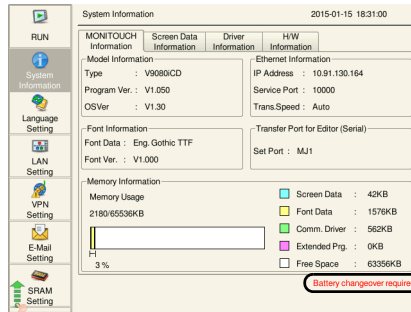 System Information 2015-01-15 18:31:00
RUN
System Information
Language Setting
LAN Setting
VPN Setting
E-Mail Setting
SRAM Setting
MONITOUCH Information
Screen Data Information
Driver Information
H/W Information
Model Information
Type : V9080iCD
Program Ver. : V1.050
OSVer : V1.30
Ethernet Information
IP Address : 10.91.130.164
Service Port : 10000
Trans.Speed : Auto
Font Information
Font Data : Eng. Gothic TTF
Font Ver. : V1.000
Transfer Port for Editor (Serial)
Set Port : MJ1
Memory Information
Memory Usage
2180/65536KB
3 %
Screen Data : 42KB
Font Data : 1576KB
Comm. Driver : 562KB
Extended Prg. : 0KB
Free Space : 63356KB
Battery changeover require